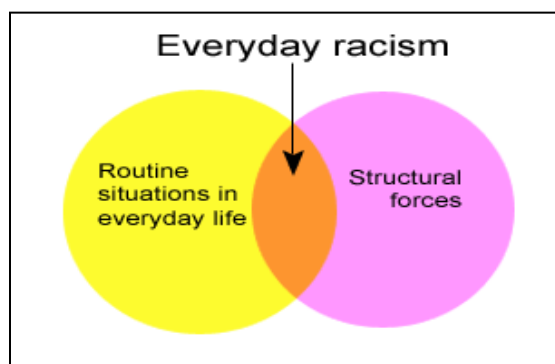 Everyday racism
Routine
situations in
everyday life
Structural
forces